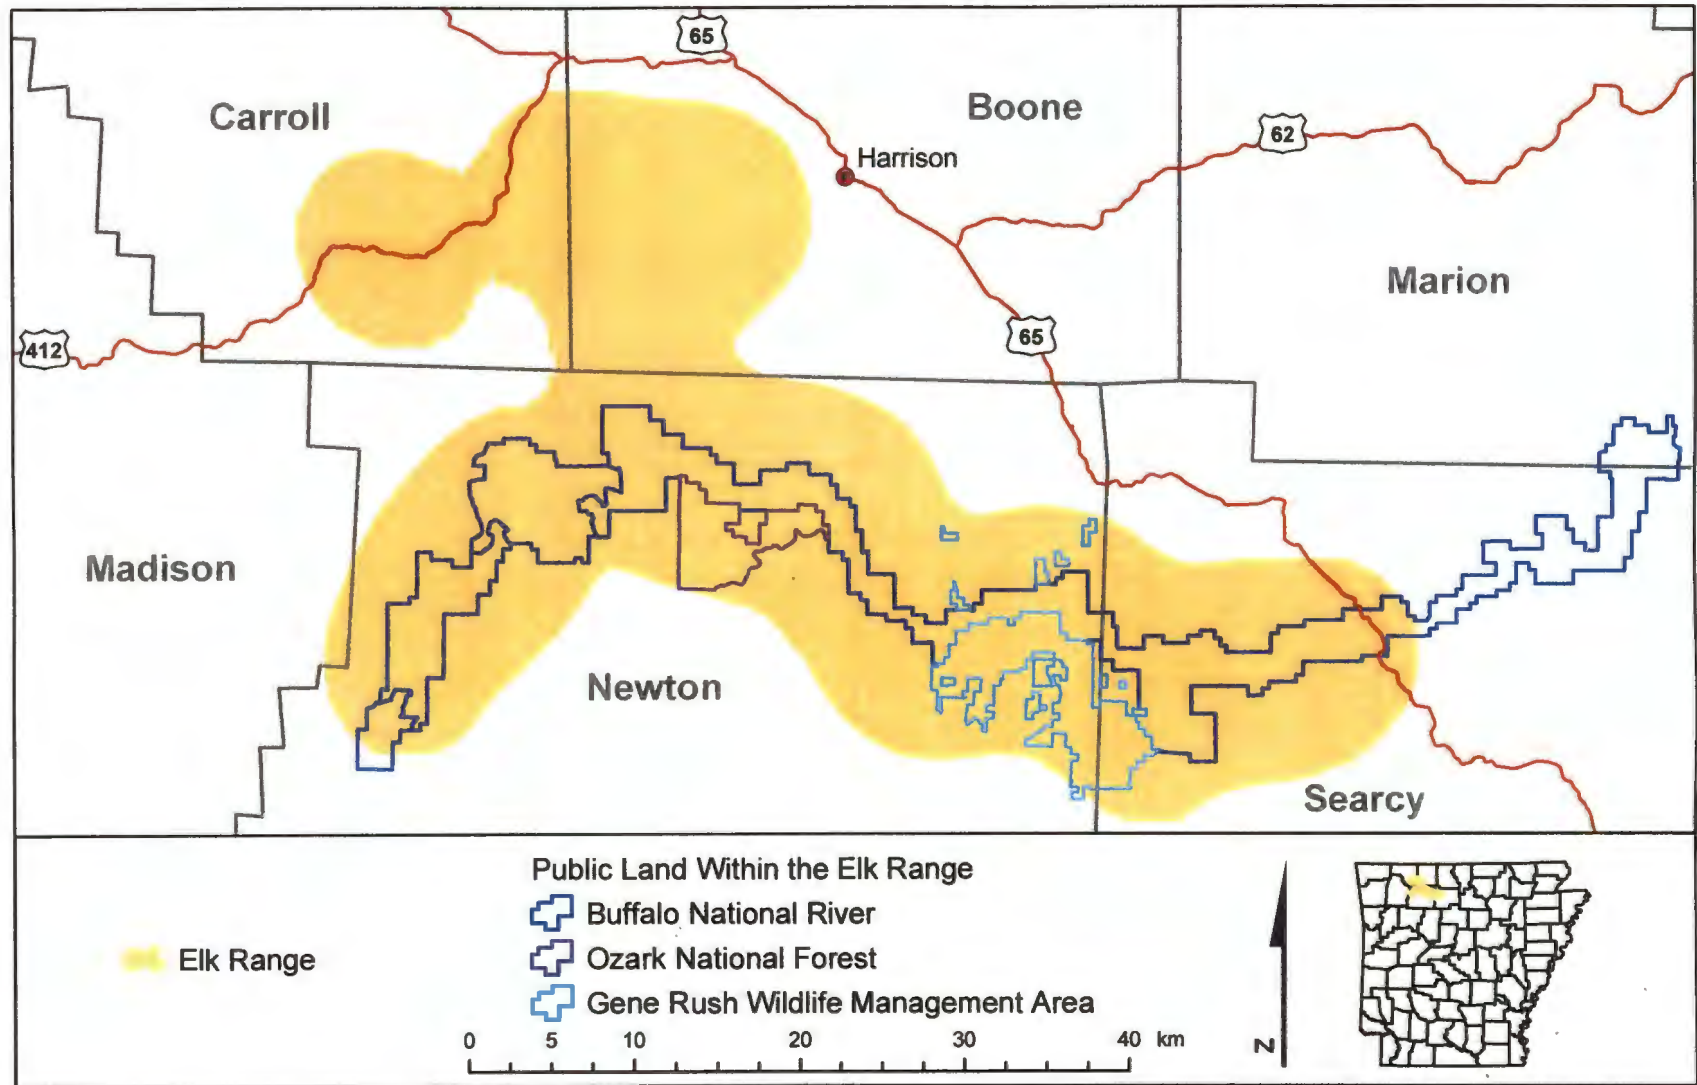 65
Carroll
Boone
62
Harrison
Marion
65
412
Madison
Newton
Searcy
Public Land Within the Elk Range
Buffalo National River
Elk Range
Ozark National Forest
Gene Rush Wildlife Management Area
0 5 10 20 30 40 km
N